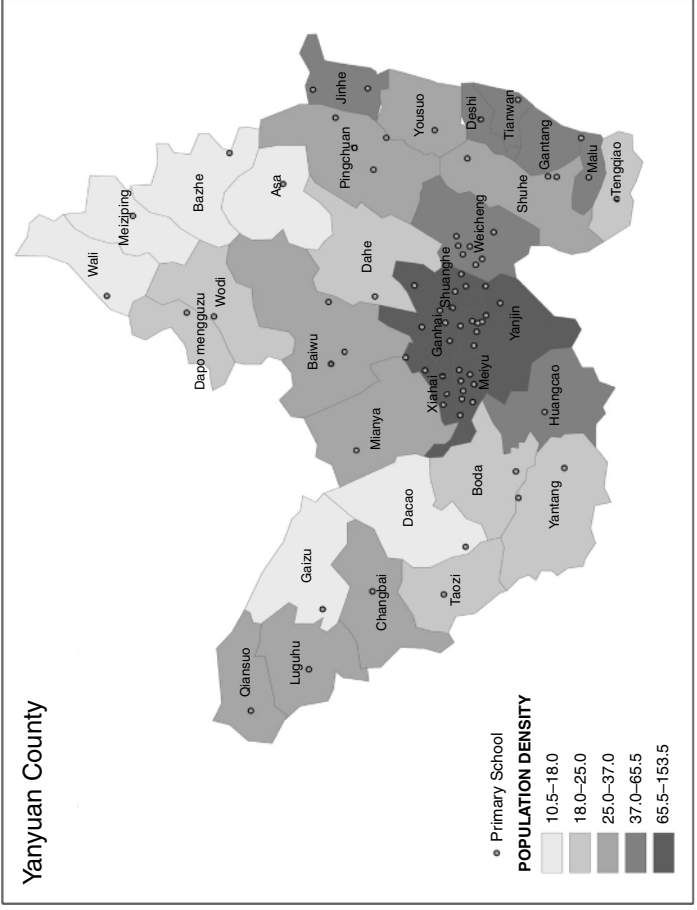 Yanyuan County
Qiansuo
Luguhu
Gaizu
Changbai
Taozi
Dacao
Boda
Yantang
Mianya
Huangcao
Xiahai
Meiyu
Ganhai
Shuanghe
Yanjin
Weicheng
Baiwu
Dapo mengguzu
Wodi
Dahe
Wali
Meiziping
Bazhe
Asa
Pingchuan
Jinhe
Yousuo
Deshi
Tianwan
Shuhe
Gantang
Malu
Tengqiao
Primary School
POPULATION DENSITY
10.5–18.0
18.0–25.0
25.0–37.0
37.0–65.5
65.5–153.5